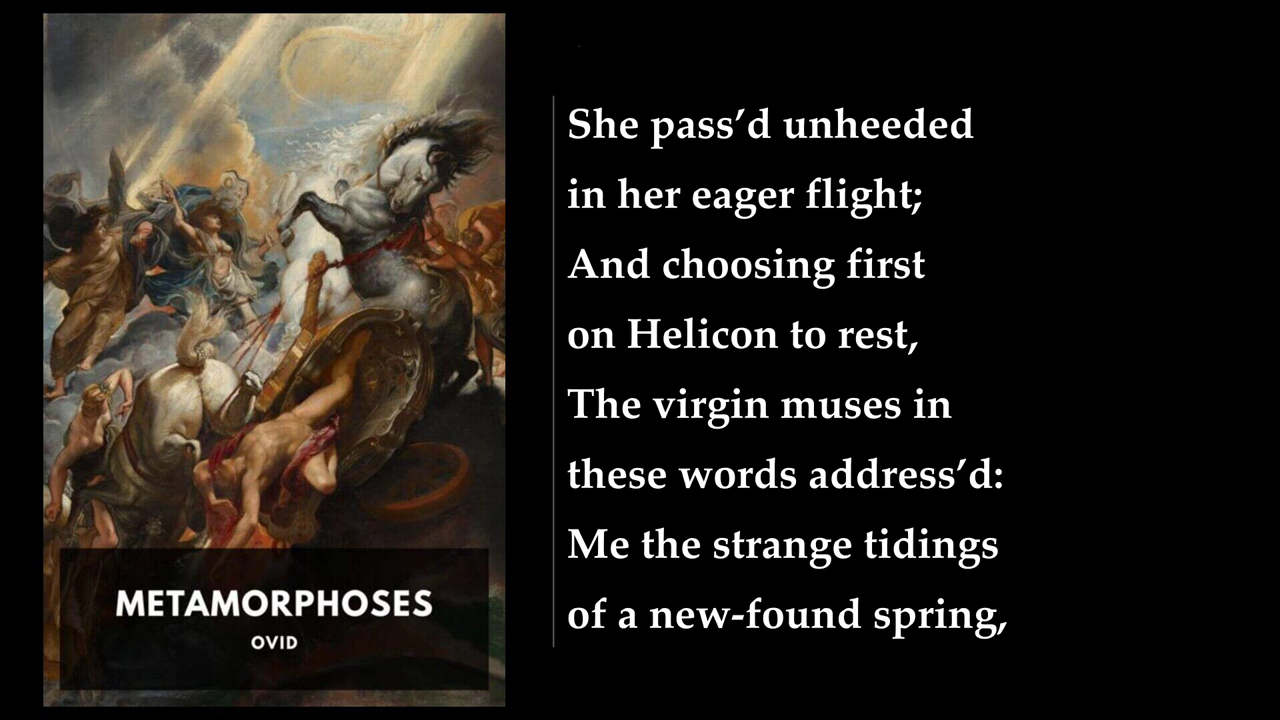 METAMORPHOSES
OVID
She pass’d unheeded
in her eager flight;
And choosing first
on Helicon to rest,
The virgin muses in
these words address’d:
Me the strange tidings
of a new-found spring,